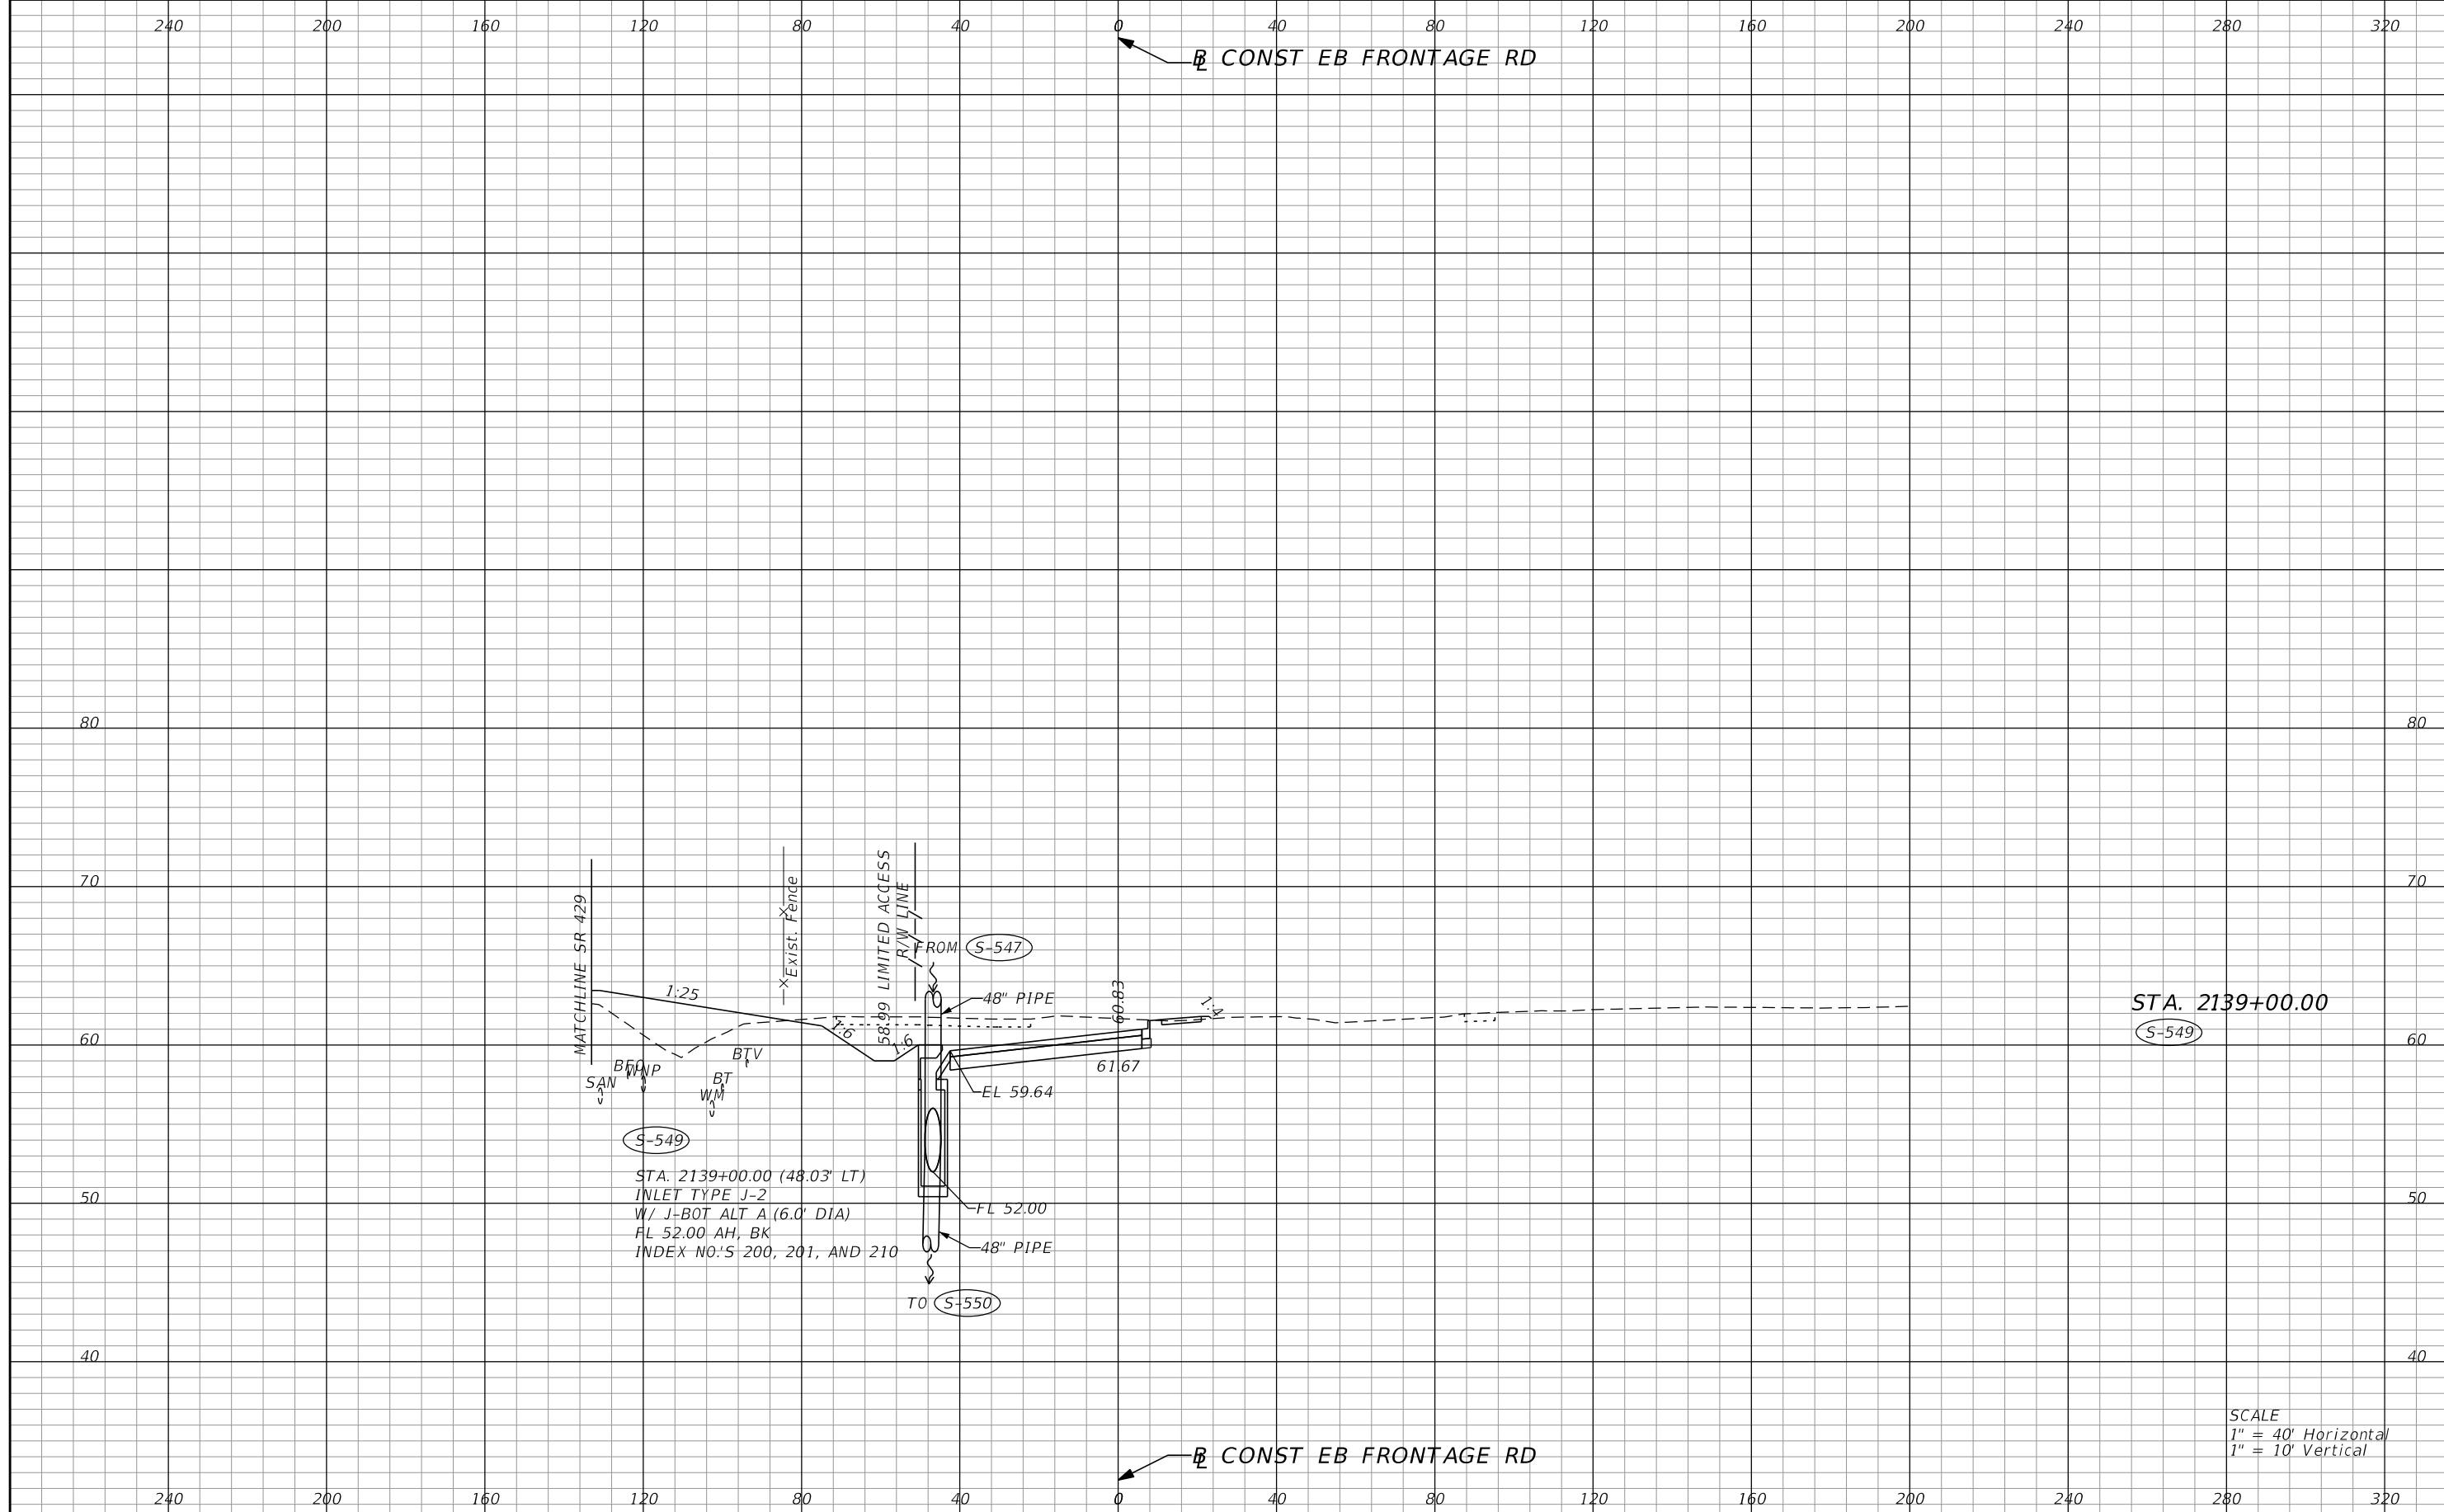 240 200 160 120 80 40 0 40 80 120 160 200 240 280 320
BL CONST EB FRONTAGE RD
80 80
70 70
MATCHLINE SR 429
Exist. Fence
58.99 LIMITED ACCESS
R/W LINE
FROM S-547
1:25
48" PIPE
60.83
1:4
STA. 2139+00.00
S-549
1:6
1:6
60 60
BTV
BFO
WNP
SAN
BT
WM
61.67
EL 59.64
S-549
STA. 2139+00.00 (48.03' LT)
INLET TYPE J-2
W/ J-BOT ALT A (6.0' DIA)
FL 52.00 AH, BK
INDEX NO.'S 200, 201, AND 210
50 50
FL 52.00
48" PIPE
TO S-550
40 40
SCALE
1" = 40' Horizontal
1" = 10' Vertical
BL CONST EB FRONTAGE RD
240 200 160 120 80 40 0 40 80 120 160 200 240 280 320